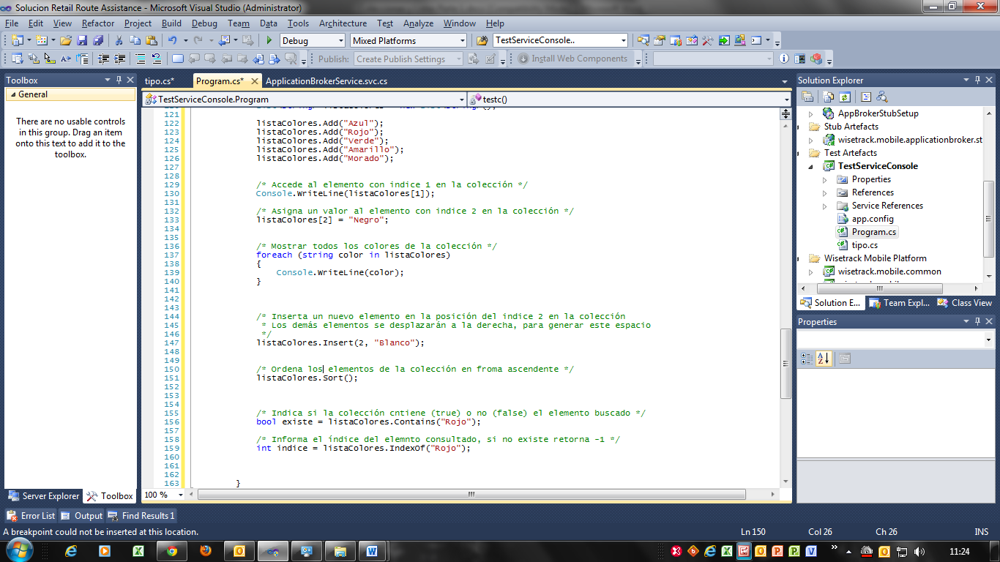 Solucion Retail Route Assistance - Microsoft Visual Studio (Administrator)
File Edit View Refactor Project Build Debug Team Data Tools Architecture Test Analyze Window Help
Debug Mixed Platforms TestServiceConsole..
Publish: Create Publish Settings Install Web Components
Toolbox
General
There are no usable controls
in this group. Drag an item
onto this text to add it to the
toolbox.
Server Explorer Toolbox
tipo.cs* Program.cs* ApplicationBrokerService.svc.cs
TestServiceConsole.Program testc()
121
122 listaColores.Add("Azul");
123 listaColores.Add("Rojo");
124 listaColores.Add("Verde");
125 listaColores.Add("Amarillo");
126 listaColores.Add("Morado");
127
128
129 /* Accede al elemento con indice 1 en la colección */
130 Console.WriteLine(listaColores[1]);
131
132 /* Asigna un valor al elemento con indice 2 en la colección */
133 listaColores[2] = "Negro";
134
135
136 /* Mostrar todos los colores de la colección */
137 foreach (string color in listaColores)
138 {
139 Console.WriteLine(color);
140 }
141
142
143
144 /* Inserta un nuevo elemento en la posición del indice 2 en la colección
145 * Los demás elementos se desplazarán a la derecha, para generar este espacio
146 */
147 listaColores.Insert(2, "Blanco");
148
149
150 /* Ordena los elementos de la colección en froma ascendente */
151 listaColores.Sort();
152
153
154
155 /* Indica si la colección cntiene (true) o no (false) el elemento buscado */
156 bool existe = listaColores.Contains("Rojo");
157
158 /* Informa el índice del elemnto consultado, si no existe retorna -1 */
159 int indice = listaColores.IndexOf("Rojo");
160
161
162
163 }
100 %
Solution Explorer
AppBrokerStubSetup
Stub Artefacts
wisetrack.mobile.applicationbroker.st
Test Artefacts
TestServiceConsole
Properties
References
Service References
app.config
Program.cs
tipo.cs
Wisetrack Mobile Platform
wisetrack.mobile.common
Solution E... Team Expl... Class View
Properties
Error List Output Find Results 1
A breakpoint could not be inserted at this location. Ln 150 Col 26 Ch 26 INS
11:24